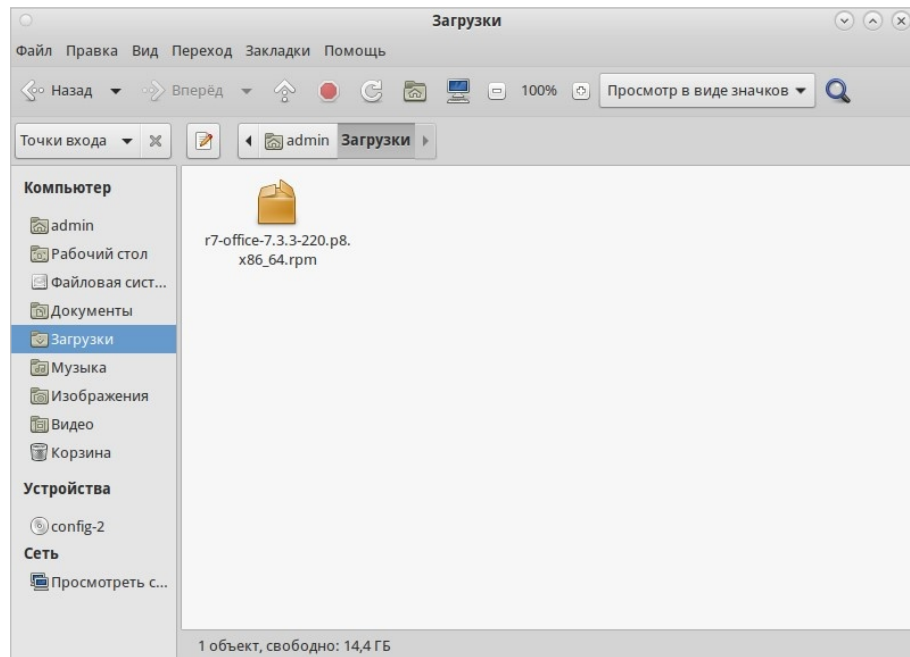 Загрузки
Файл Правка Вид Переход Закладки Помощь
Назад Вперёд 100% Просмотр в виде значков
Точки входа admin Загрузки
Компьютер
admin
Рабочий стол
Файловая сист...
Документы
Загрузки
Музыка
Изображения
Видео
Корзина
Устройства
config-2
Сеть
Просмотреть с...
r7-office-7.3.3-220.p8.
x86_64.rpm
1 объект, свободно: 14,4 ГБ